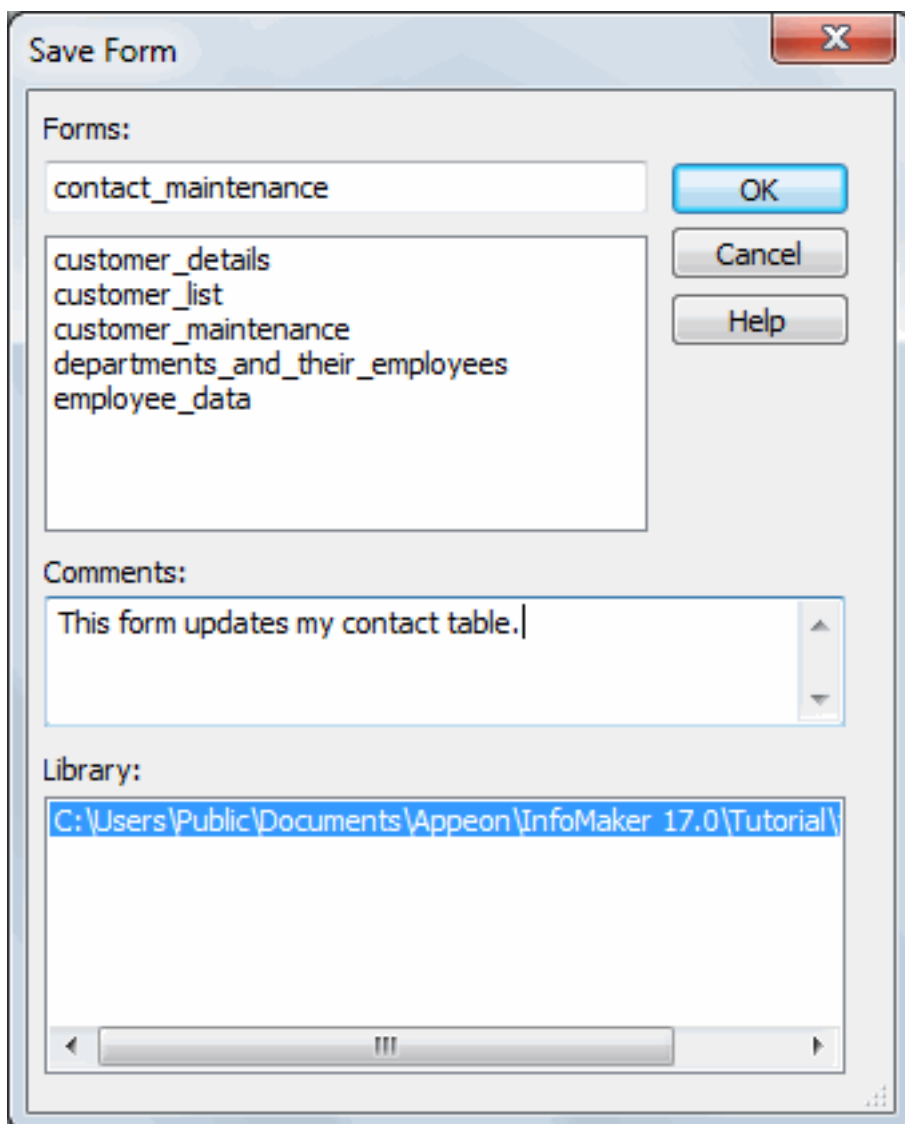 Save Form
Forms:
contact_maintenance
OK
customer_details
customer_list
customer_maintenance
departments_and_their_employees
employee_data
Cancel
Help
Comments:
This form updates my contact table.
Library:
C:\Users\Public\Documents\Appeon\InfoMaker 17.0\Tutorial\